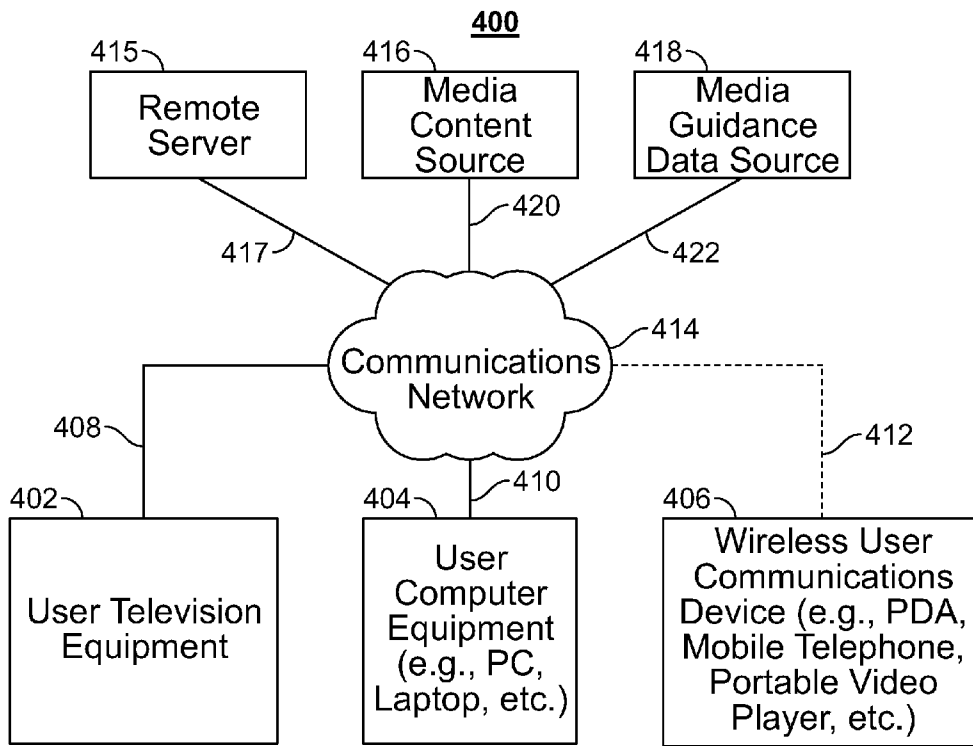 400
415
416
418
Remote
Server
Media
Content
Source
Media
Guidance
Data Source
417
420
422
Communications
Network
414
408
410
412
402
404
406
User Television
Equipment
User
Computer
Equipment
(e.g., PC,
Laptop, etc.)
Wireless User
Communications
Device (e.g., PDA,
Mobile Telephone,
Portable Video
Player, etc.)